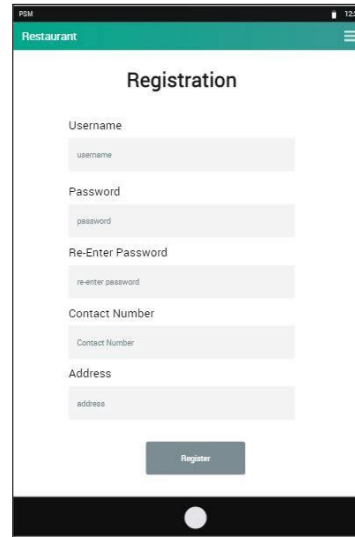 PSM
Restaurant
Registration
Username
username
Password
password
Re-Enter Password
re-enter password
Contact Number
Contact Number
Address
address
Register